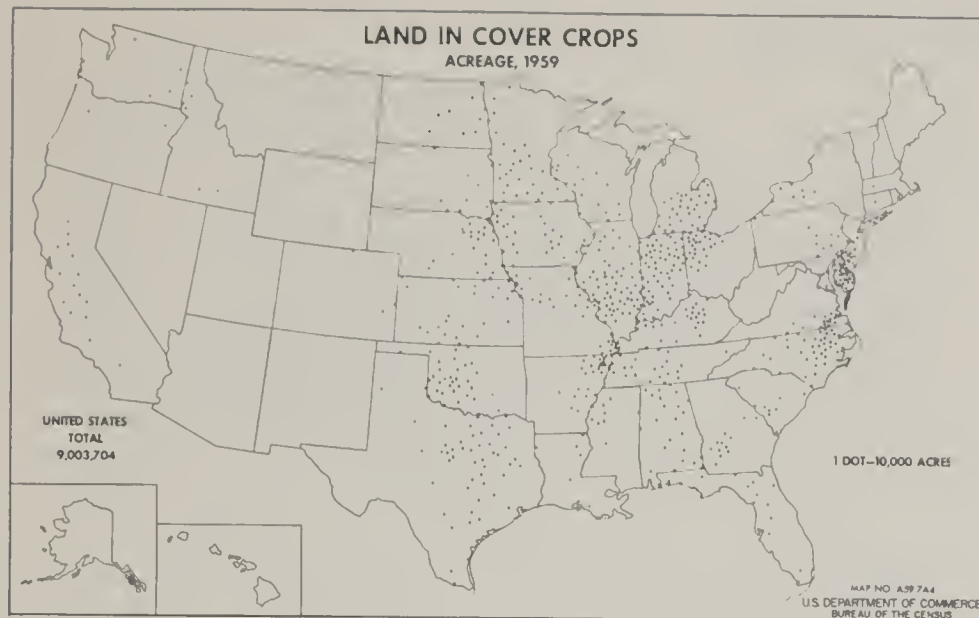 LAND IN COVER CROPS
ACREAGE, 1959
UNITED STATES
TOTAL
9,003,704
1 DOT—10,000 ACRES
MAP NO. A59-7A4
U.S. DEPARTMENT OF COMMERCE
BUREAU OF THE CENSUS